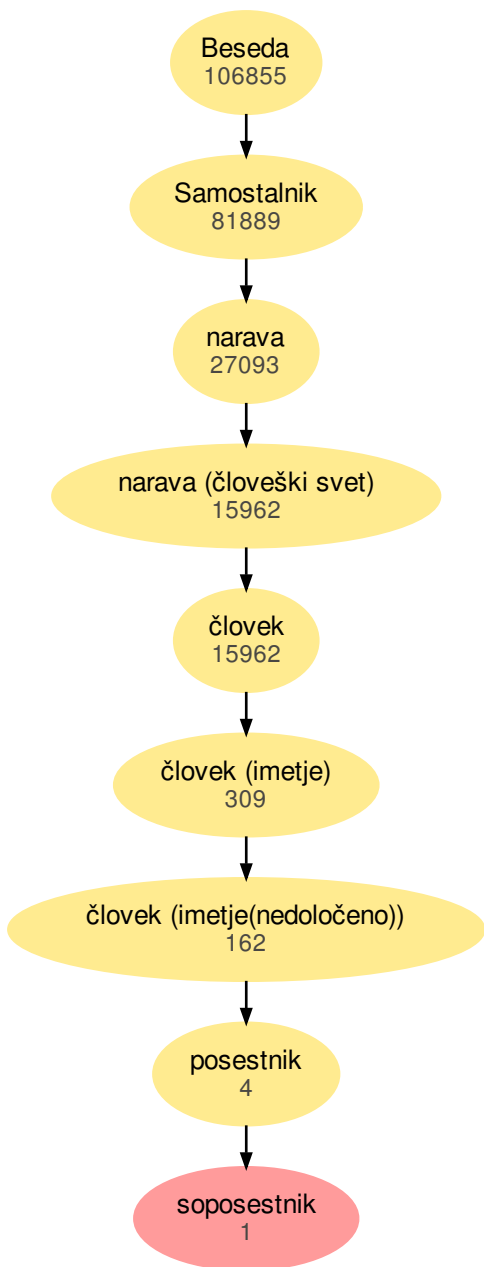 Beseda
106855
Samostalnik
81889
narava
27093
narava (človeški svet)
15962
človek
15962
človek (imetje)
309
človek (imetje(nedoločeno))
162
posestnik
4
soposestnik
1